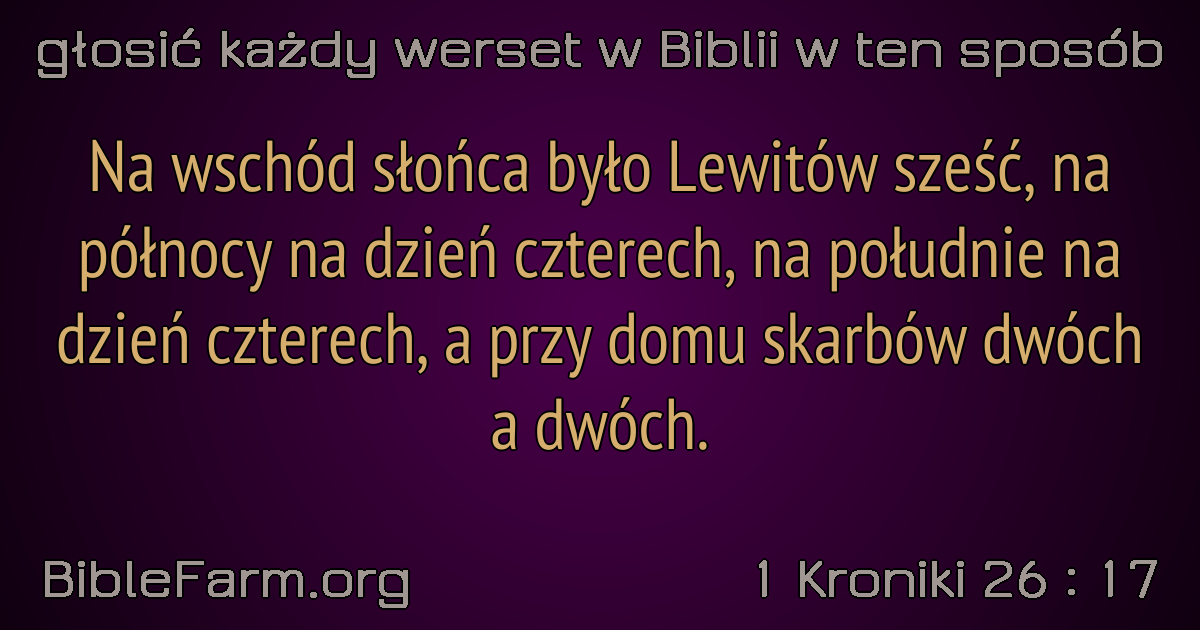 głosić każdy werset w Biblii w ten sposób
Na wschód słońca było Lewitów sześć, na
północy na dzień czterech, na południe na
dzień czterech, a przy domu skarbów dwóch
a dwóch.
BibleFarm.org
1 Kroniki 26 : 17